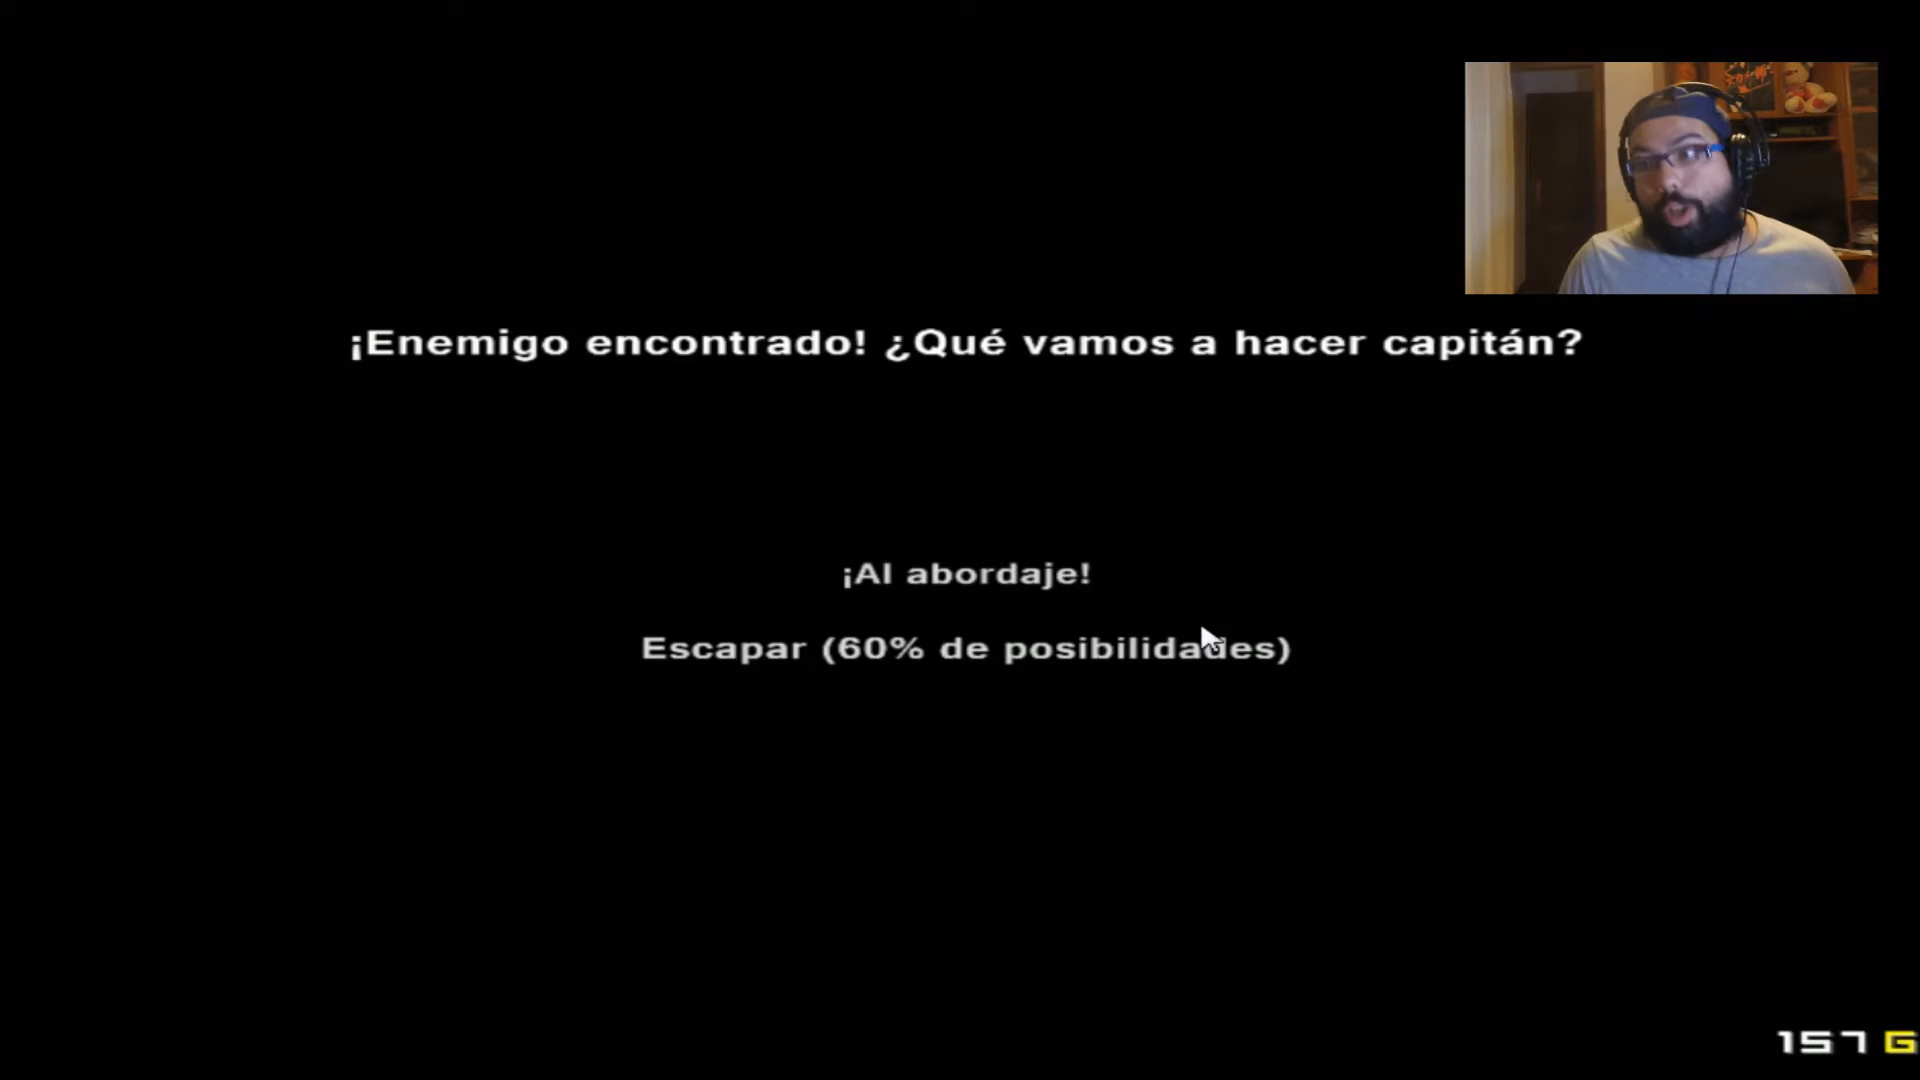 ¡Enemigo encontrado! ¿Qué vamos a hacer capitán?
¡Al abordaje!
Escapar (60% de posibilidades)
157 G